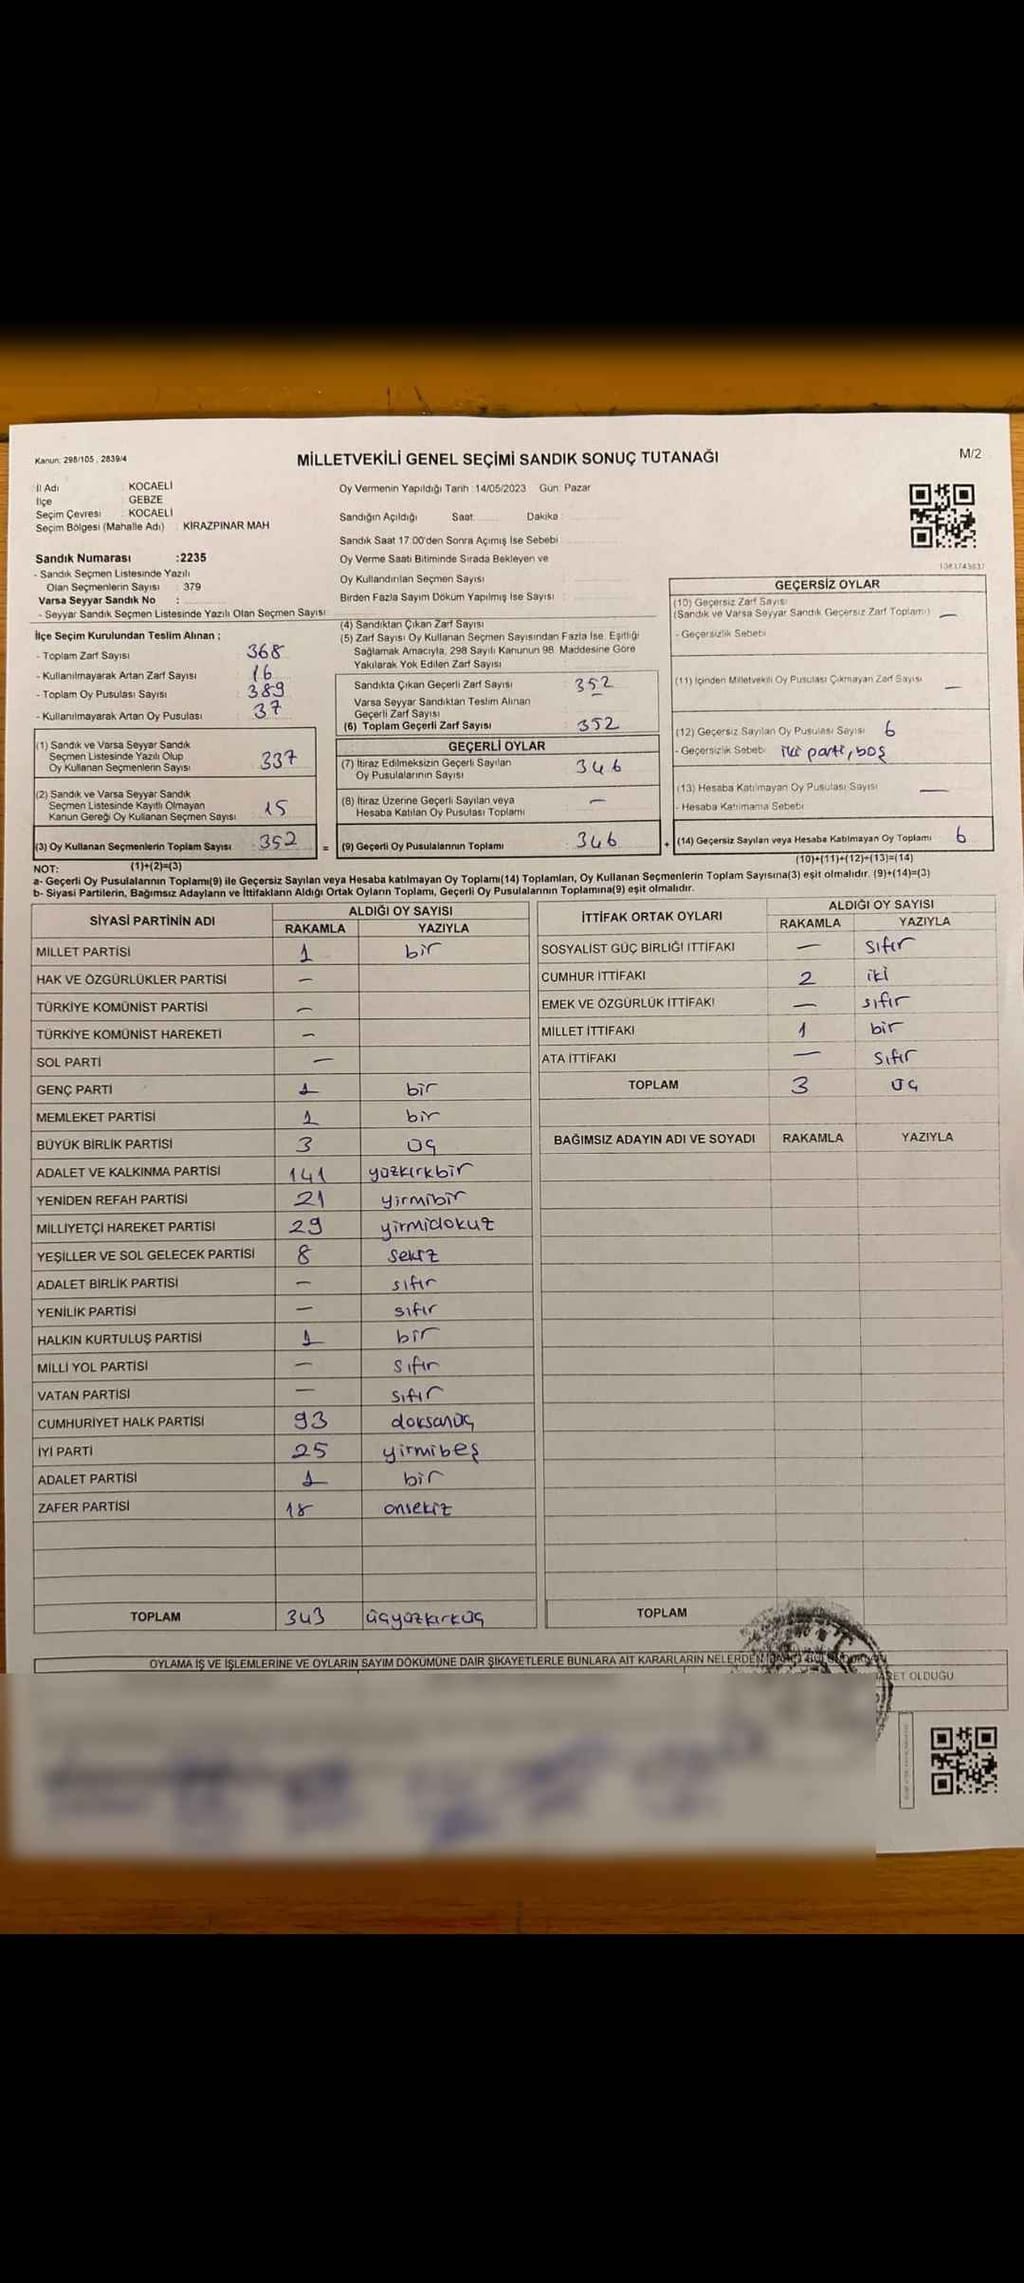 Kanun: 298/105 , 2839/4
MİLLETVEKİLİ GENEL SEÇİMİ SANDIK SONUÇ TUTANAĞI
M/2
İl Adı : KOCAELİ
İlçe : GEBZE
Seçim Çevresi : KOCAELİ
Seçim Bölgesi (Mahalle Adı) : KİRAZPINAR MAH
Sandık Numarası :2235
- Sandık Seçmen Listesinde Yazılı
Olan Seçmenlerin Sayısı : 379
Varsa Seyyar Sandık No :
- Seyyar Sandık Seçmen Listesinde Yazılı Olan Seçmen Sayısı
Oy Vermenin Yapıldığı Tarih : 14/05/2023 Gün: Pazar
Sandığın Açıldığı Saat: Dakika:
Sandık Saat 17.00'den Sonra Açımış İse Sebebi
Oy Verme Saati Bitiminde Sırada Bekleyen ve
Oy Kullandırılan Seçmen Sayısı :
Birden Fazla Sayım Döküm Yapılmış İse Sayısı :
İlçe Seçim Kurulundan Teslim Alınan ;
- Toplam Zarf Sayısı 368
- Kullanılmayarak Artan Zarf Sayısı 16
- Toplam Oy Pusulası Sayısı 389
- Kullanılmayarak Artan Oy Pusulası 37
(1) Sandık ve Varsa Seyyar Sandık
Seçmen Listesinde Yazılı Olup
Oy Kullanan Seçmenlerin Sayısı : 337
(2) Sandık ve Varsa Seyyar Sandık
Seçmen Listesinde Kayıtlı Olmayan
Kanun Gereği Oy Kullanan Seçmen Sayısı : 15
(3) Oy Kullanan Seçmenlerin Toplam Sayısı : 352 =
(1)+(2)=(3)
(4) Sandıktan Çıkan Zarf Sayısı
(5) Zarf Sayısı Oy Kullanan Seçmen Sayısından Fazla İse, Eşitliği
Sağlamak Amacıyla, 298 Sayılı Kanunun 98. Maddesine Göre
Yakılarak Yok Edilen Zarf Sayısı
Sandıkta Çıkan Geçerli Zarf Sayısı : 352
Varsa Seyyar Sandıktan Teslim Alınan
Geçerli Zarf Sayısı
(6) Toplam Geçerli Zarf Sayısı : 352
GEÇERLİ OYLAR
(7) İtiraz Edilmeksizin Geçerli Sayılan
Oy Pusulalarının Sayısı : 346
(8) İtiraz Üzerine Geçerli Sayılan veya
Hesaba Katılan Oy Pusulası Toplamı : —
(9) Geçerli Oy Pusulalarının Toplamı : 346 +
GEÇERSİZ OYLAR
(10) Geçersiz Zarf Sayısı
(Sandık ve Varsa Seyyar Sandık Geçersiz Zarf Toplamı) —
- Geçersizlik Sebebi
(11) İçinden Milletvekili Oy Pusulası Çıkmayan Zarf Sayısı —
(12) Geçersiz Sayılan Oy Pusulası Sayısı 6
- Geçersizlik Sebebi iki parti, boş
(13) Hesaba Katılmayan Oy Pusulası Sayısı —
- Hesaba Katılmama Sebebi
(14) Geçersiz Sayılan veya Hesaba Katılmayan Oy Toplamı 6
(10)+(11)+(12)+(13)=(14)
NOT:
a- Geçerli Oy Pusulalarının Toplamı(9) ile Geçersiz Sayılan veya Hesaba katılmayan Oy Toplamı(14) Toplamları, Oy Kullanan Seçmenlerin Toplam Sayısına(3) eşit olmalıdır. (9)+(14)=(3)
b- Siyasi Partilerin, Bağımsız Adayların ve İttifakların Aldığı Ortak Oyların Toplamı, Geçerli Oy Pusulalarının Toplamına(9) eşit olmalıdır.
SİYASİ PARTİNİN ADI ALDIĞI OY SAYISI
RAKAMLA YAZIYLA
MİLLET PARTİSİ 1 bir
HAK VE ÖZGÜRLÜKLER PARTİSİ —
TÜRKİYE KOMÜNİST PARTİSİ —
TÜRKİYE KOMÜNİST HAREKETİ —
SOL PARTİ —
GENÇ PARTİ 1 bir
MEMLEKET PARTİSİ 1 bir
BÜYÜK BİRLİK PARTİSİ 3 üç
ADALET VE KALKINMA PARTİSİ 141 yüzkırkbir
YENİDEN REFAH PARTİSİ 21 yirmibir
MİLLİYETÇİ HAREKET PARTİSİ 29 yirmidokuz
YEŞİLLER VE SOL GELECEK PARTİSİ 8 sekiz
ADALET BİRLİK PARTİSİ — sıfır
YENİLİK PARTİSİ — sıfır
HALKIN KURTULUŞ PARTİSİ 1 bir
MİLLİ YOL PARTİSİ — sıfır
VATAN PARTİSİ — sıfır
CUMHURİYET HALK PARTİSİ 93 doksanüç
İYİ PARTİ 25 yirmibeş
ADALET PARTİSİ 1 bir
ZAFER PARTİSİ 18 onsekiz
TOPLAM 343 üçyüzkırküç
İTTİFAK ORTAK OYLARI ALDIĞI OY SAYISI
RAKAMLA YAZIYLA
SOSYALİST GÜÇ BİRLİĞİ İTTİFAKI — sıfır
CUMHUR İTTİFAKI 2 iki
EMEK VE ÖZGÜRLÜK İTTİFAKI — sıfır
MİLLET İTTİFAKI 1 bir
ATA İTTİFAKI — sıfır
TOPLAM 3 üç
BAĞIMSIZ ADAYIN ADI VE SOYADI RAKAMLA YAZIYLA
TOPLAM
OYLAMA İŞ VE İŞLEMLERİNE VE OYLARIN SAYIM DÖKÜMÜNE DAİR ŞİKAYETLERLE BUNLARA AİT KARARLARIN NELERDEN
OLDUĞU